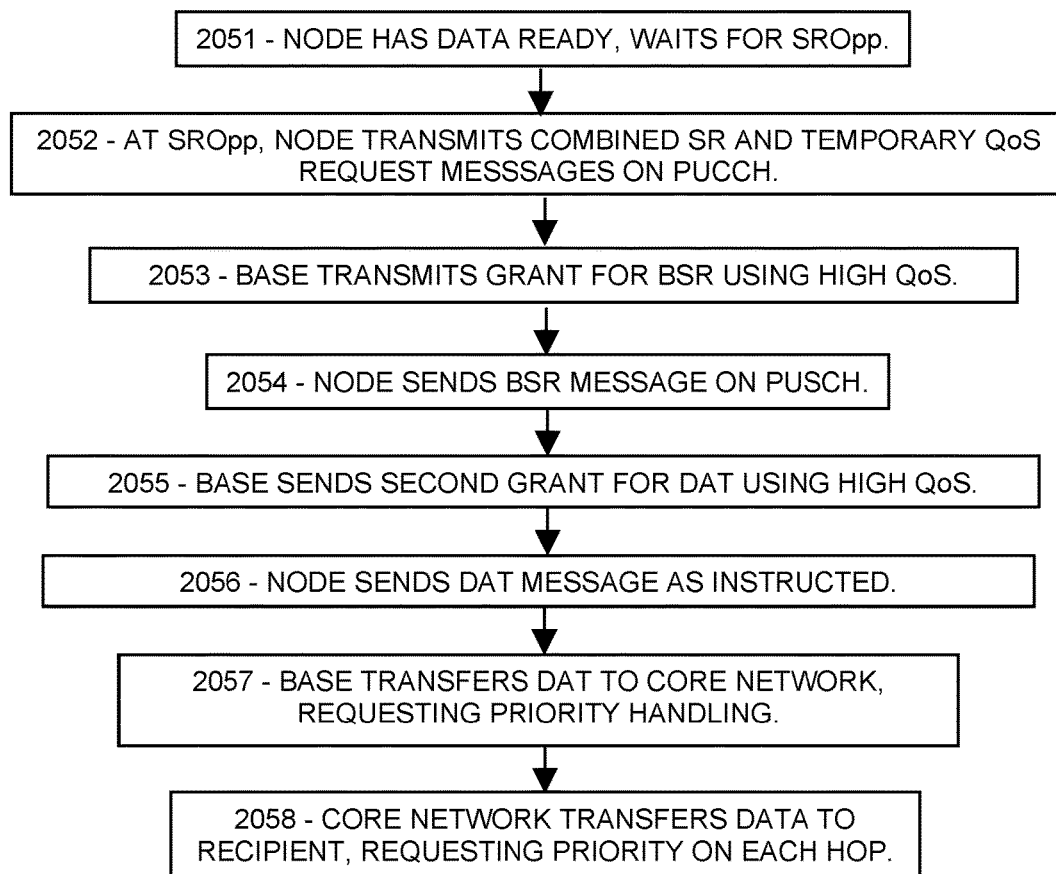 2051 - NODE HAS DATA READY, WAITS FOR SROpp.
2052 - AT SROpp, NODE TRANSMITS COMBINED SR AND TEMPORARY QoS
REQUEST MESSSAGES ON PUCCH.
2053 - BASE TRANSMITS GRANT FOR BSR USING HIGH QoS.
2054 - NODE SENDS BSR MESSAGE ON PUSCH.
2055 - BASE SENDS SECOND GRANT FOR DAT USING HIGH QoS.
2056 - NODE SENDS DAT MESSAGE AS INSTRUCTED.
2057 - BASE TRANSFERS DAT TO CORE NETWORK,
REQUESTING PRIORITY HANDLING.
2058 - CORE NETWORK TRANSFERS DATA TO
RECIPIENT, REQUESTING PRIORITY ON EACH HOP.